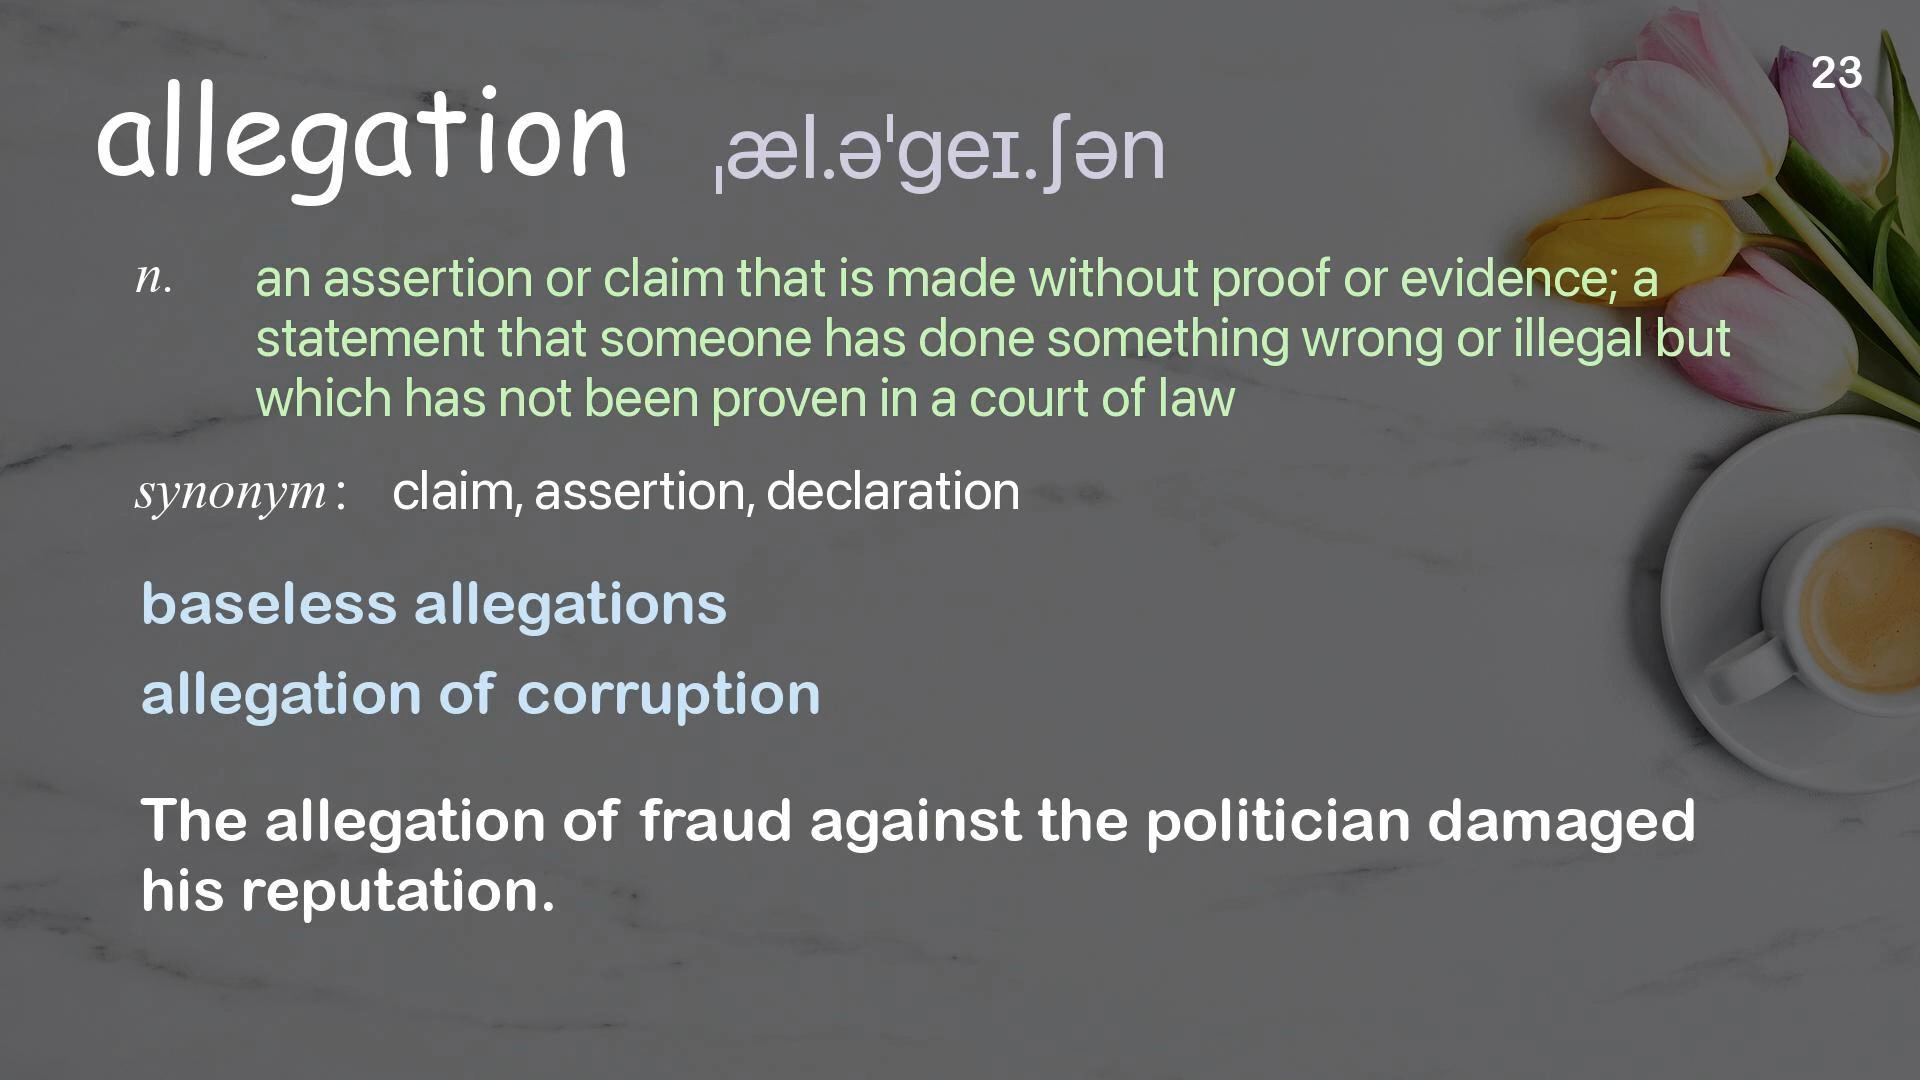 23
allegation ˌæl.əˈɡeɪ.ʃən
n. an assertion or claim that is made without proof or evidence; a
statement that someone has done something wrong or illegal but
which has not been proven in a court of law
synonym: claim, assertion, declaration
baseless allegations
allegation of corruption
The allegation of fraud against the politician damaged
his reputation.